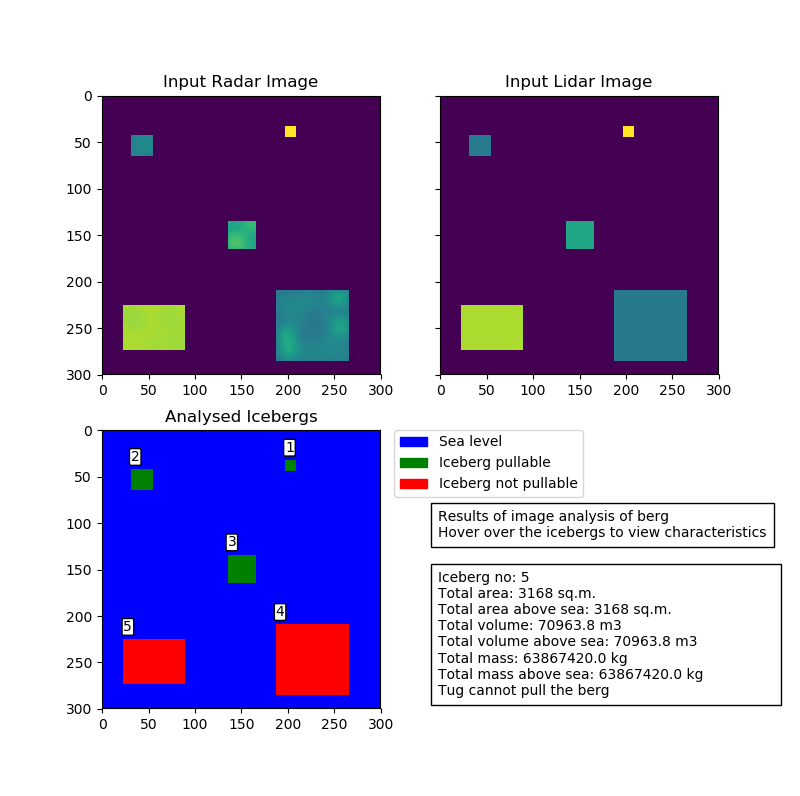 Input Radar Image
Input Lidar Image
0
50
100
150
200
250
300
0 50 100 150 200 250 300
0 50 100 150 200 250 300
Analysed Icebergs
0
50
100
150
200
250
300
0 50 100 150 200 250 300
1
2
3
4
5
Sea level
Iceberg pullable
Iceberg not pullable
Results of image analysis of berg
Hover over the icebergs to view characteristics
Iceberg no: 5
Total area: 3168 sq.m.
Total area above sea: 3168 sq.m.
Total volume: 70963.8 m3
Total volume above sea: 70963.8 m3
Total mass: 63867420.0 kg
Total mass above sea: 63867420.0 kg
Tug cannot pull the berg